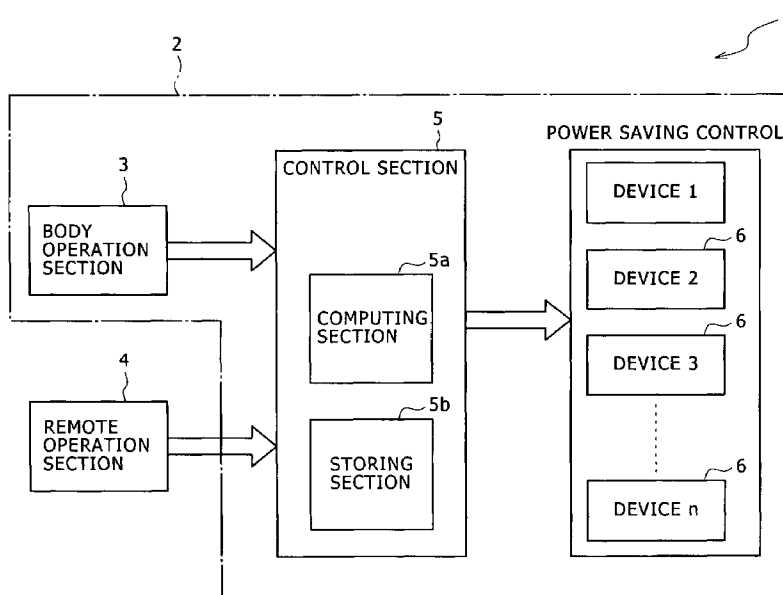 2
5
POWER SAVING CONTROL
3
CONTROL SECTION
DEVICE 1
BODY
OPERATION
SECTION
6
5a
DEVICE 2
COMPUTING
SECTION
6
DEVICE 3
4
5b
REMOTE
OPERATION
SECTION
STORING
SECTION
6
DEVICE n